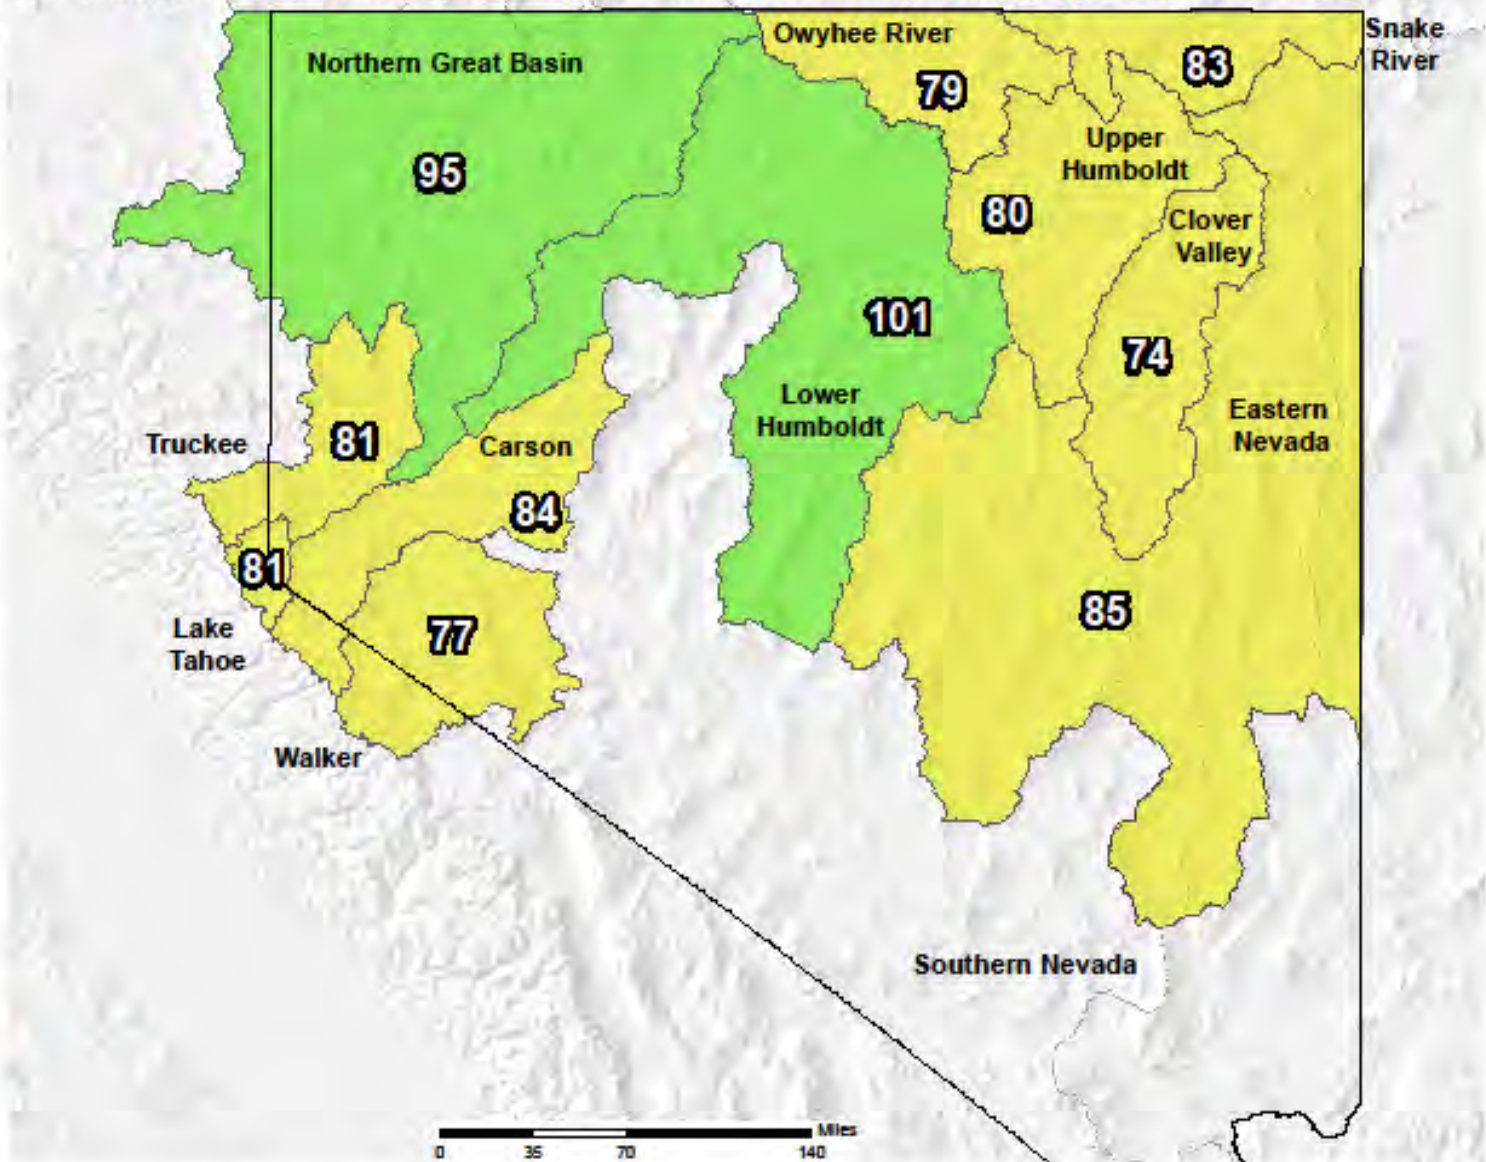 Owyhee River
Snake
River
Northern Great Basin
83
79
Upper
Humboldt
95
80
Clover
Valley
101
74
Lower
Humboldt
Eastern
Nevada
Truckee
81
Carson
84
81
85
Lake
Tahoe
77
Walker
Southern Nevada
Miles
0 35 70 140